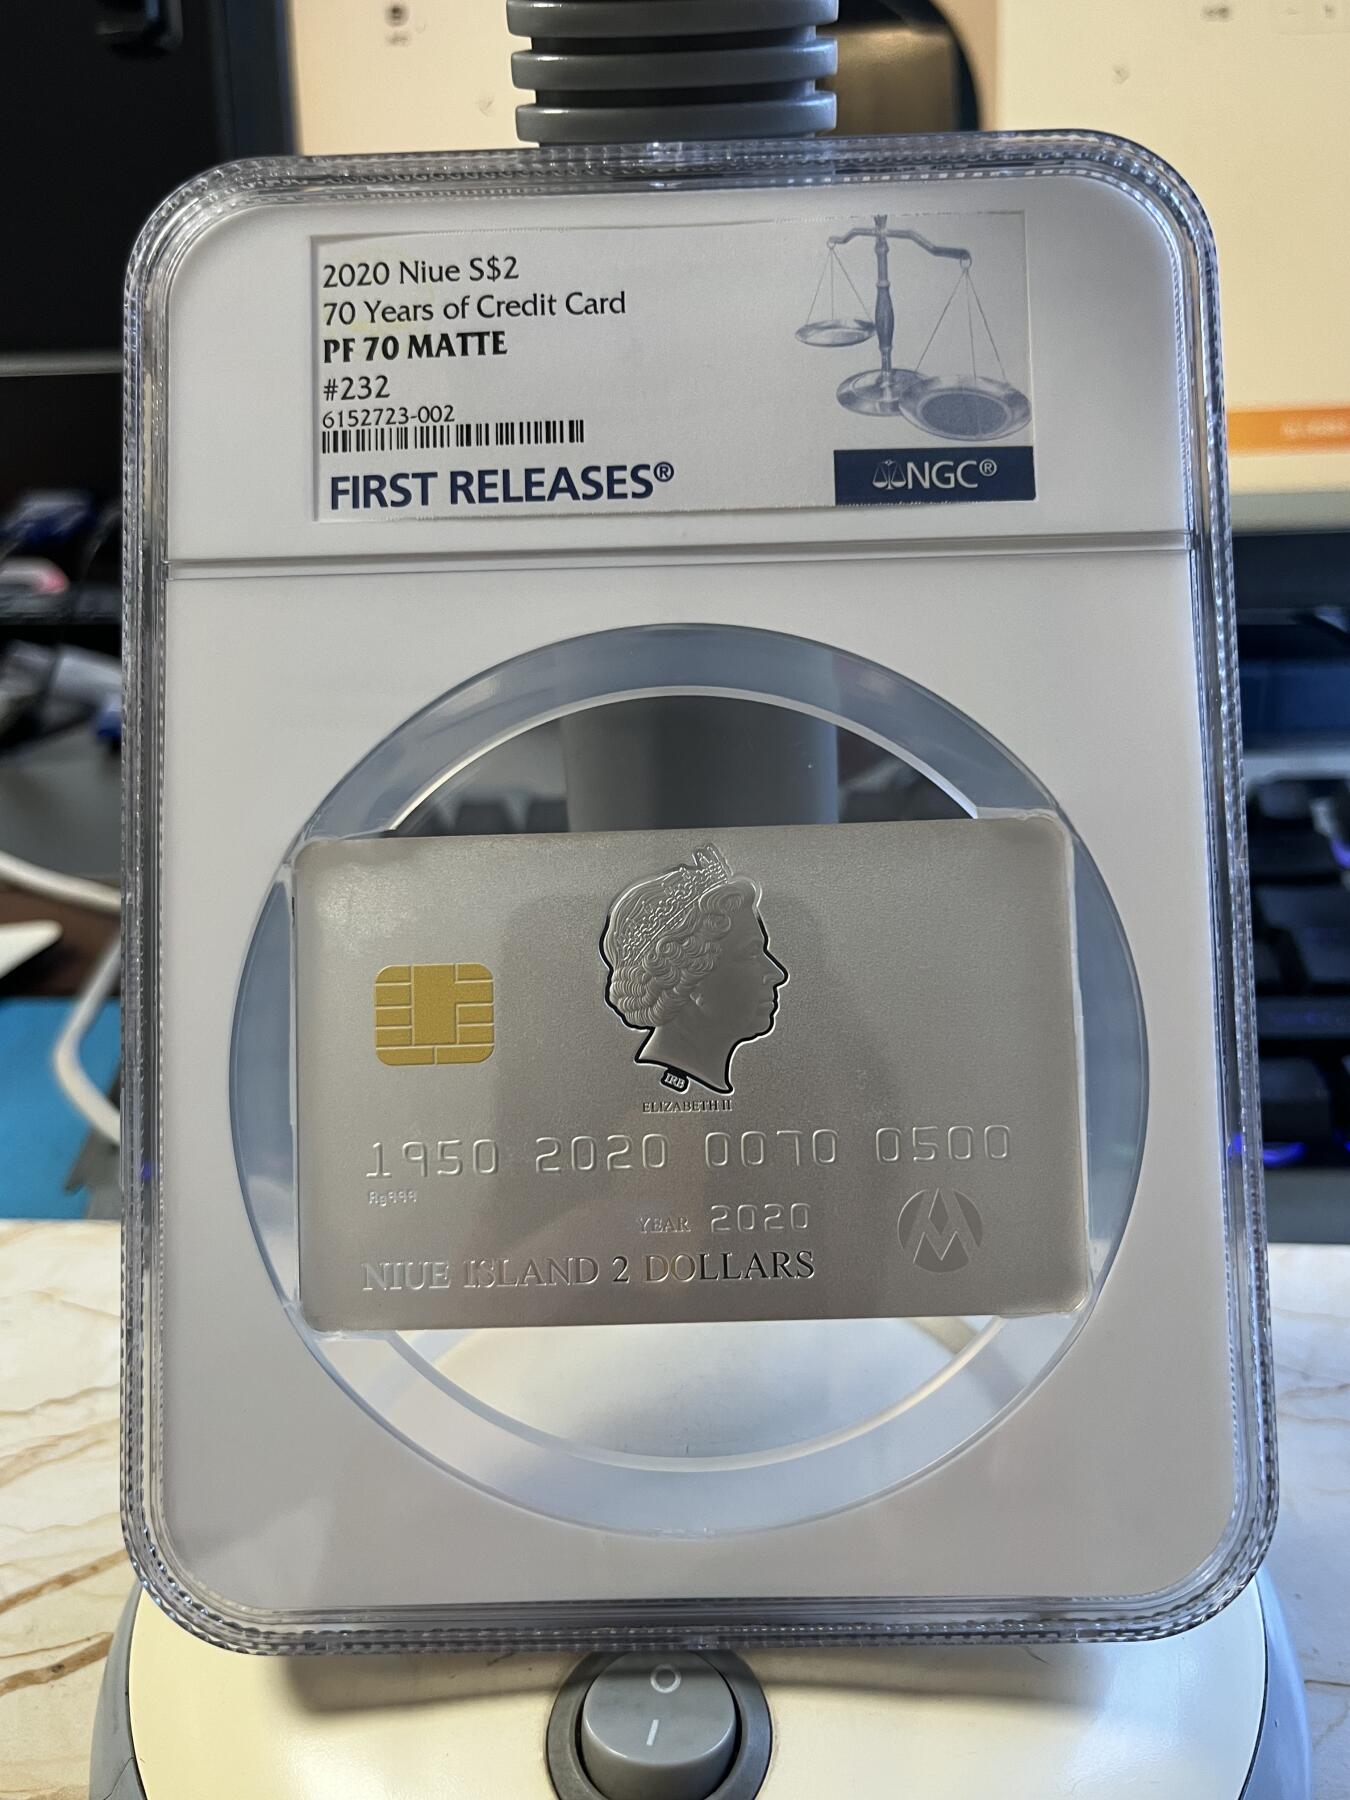 2020 Niue S$2
70 Years of Credit Card
PF 70 MATTE
#232
6152723-002
FIRST RELEASES®
NGC®
IRB
ELIZABETH II
1950 2020 0070 0500
Ag999
YEAR 2020
NIUE ISLAND 2 DOLLARS